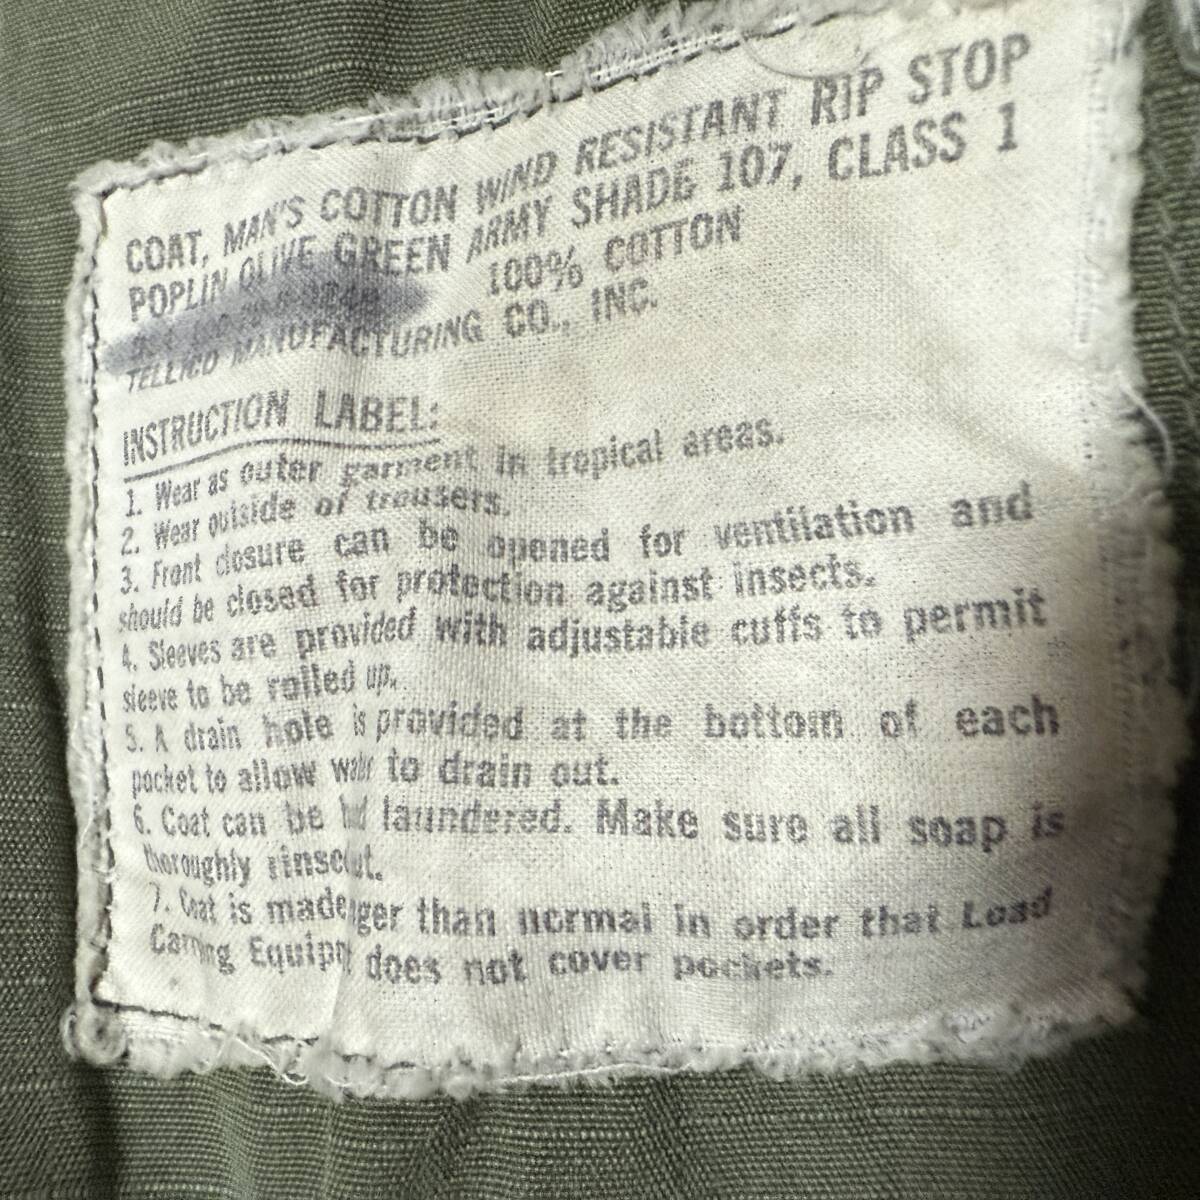 COAT, MAN'S COTTON WIND RESISTANT RIP STOP
POPLIN OLIVE GREEN ARMY SHADE 107, CLASS 1
100% COTTON
TELLICO MANUFACTURING CO., INC.
INSTRUCTION LABEL:
1. Wear as outer garment in tropical areas.
2. Wear outside of trousers.
3. Front closure can be opened for ventilation and
should be closed for protection against insects.
4. Sleeves are provided with adjustable cuffs to permit
sleeve to be rolled up.
5. A drain hole is provided at the bottom of each
pocket to allow water to drain out.
6. Coat can be laundered. Make sure all soap is
thoroughly
7. Coat is made than normal in order that Load
Carrying does not cover pockets.